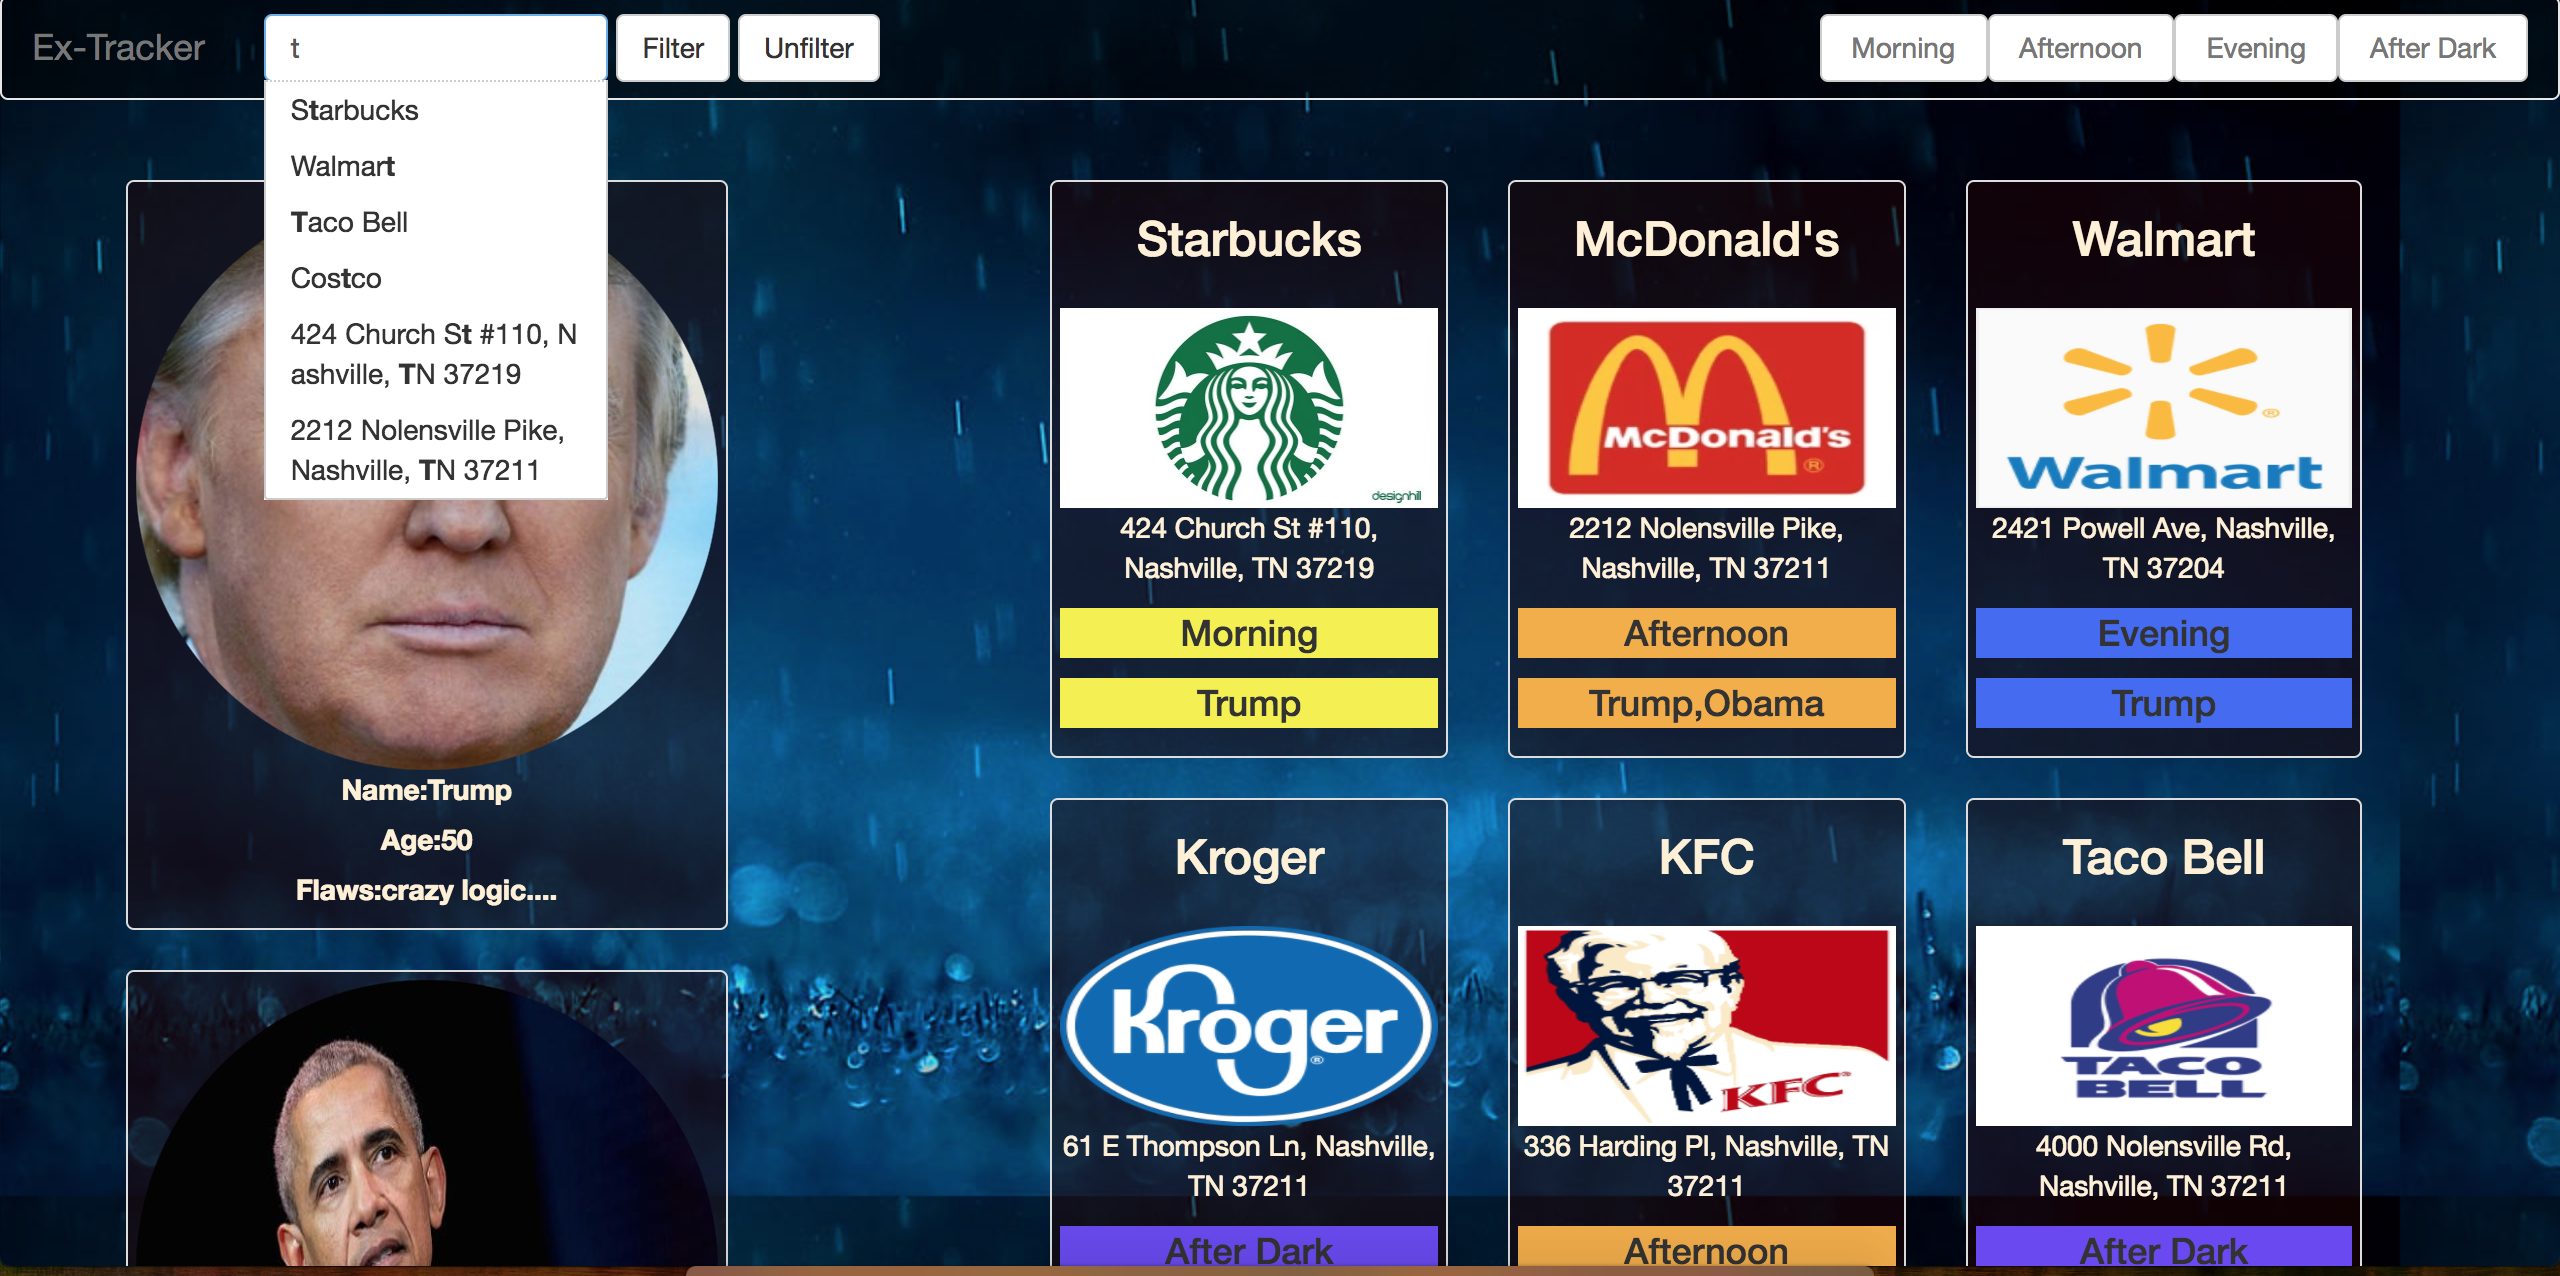 Ex-Tracker
t
Filter
Unfilter
Morning
Afternoon
Evening
After Dark
Starbucks
Walmart
Taco Bell
Costco
424 Church St #110, N
ashville, TN 37219
2212 Nolensville Pike,
Nashville, TN 37211
Name:Trump
Age:50
Flaws:crazy logic....
Starbucks
designhill
424 Church St #110,
Nashville, TN 37219
Morning
Trump
McDonald's
McDonald's
®
2212 Nolensville Pike,
Nashville, TN 37211
Afternoon
Trump,Obama
Walmart
®
Walmart
2421 Powell Ave, Nashville,
TN 37204
Evening
Trump
Kroger
Kroger
®
61 E Thompson Ln, Nashville,
TN 37211
After Dark
KFC
KFC
336 Harding Pl, Nashville, TN
37211
Afternoon
Taco Bell
TACO
BELL
4000 Nolensville Rd,
Nashville, TN 37211
After Dark